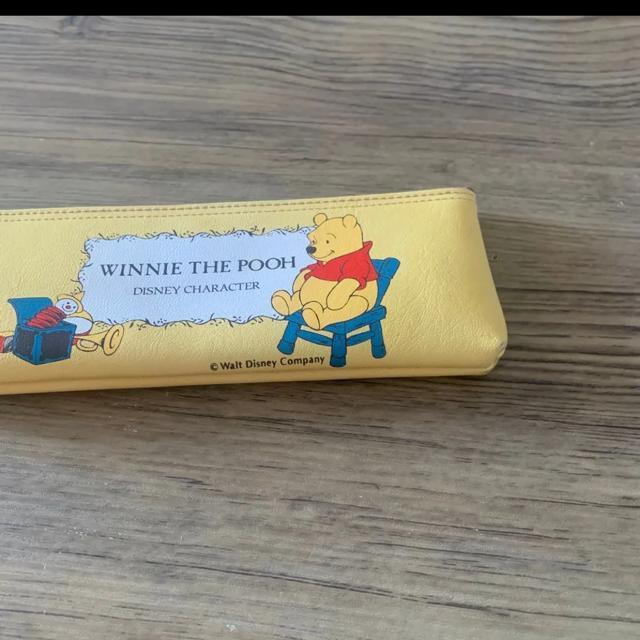 WINNIE THE POOH
DISNEY CHARACTER
© Walt Disney Company